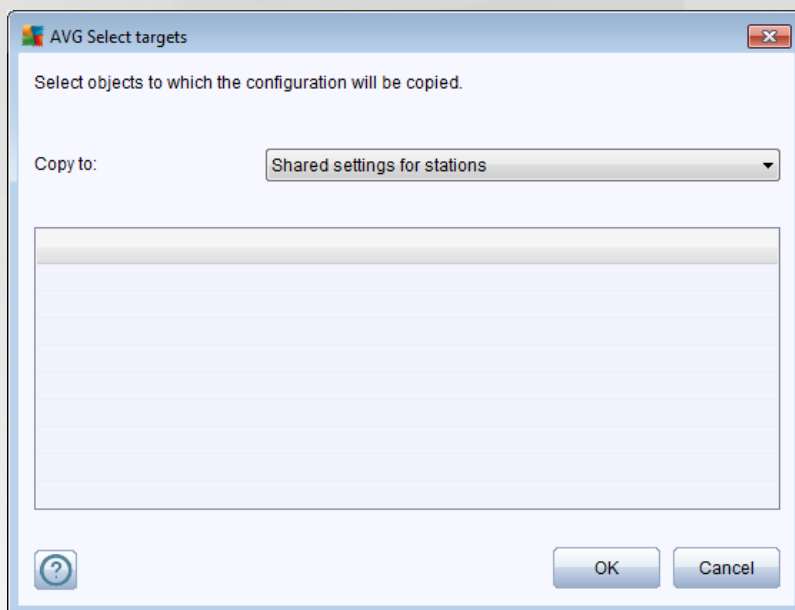 AVG Select targets
Select objects to which the configuration will be copied.
Copy to:
Shared settings for stations
?
OK
Cancel